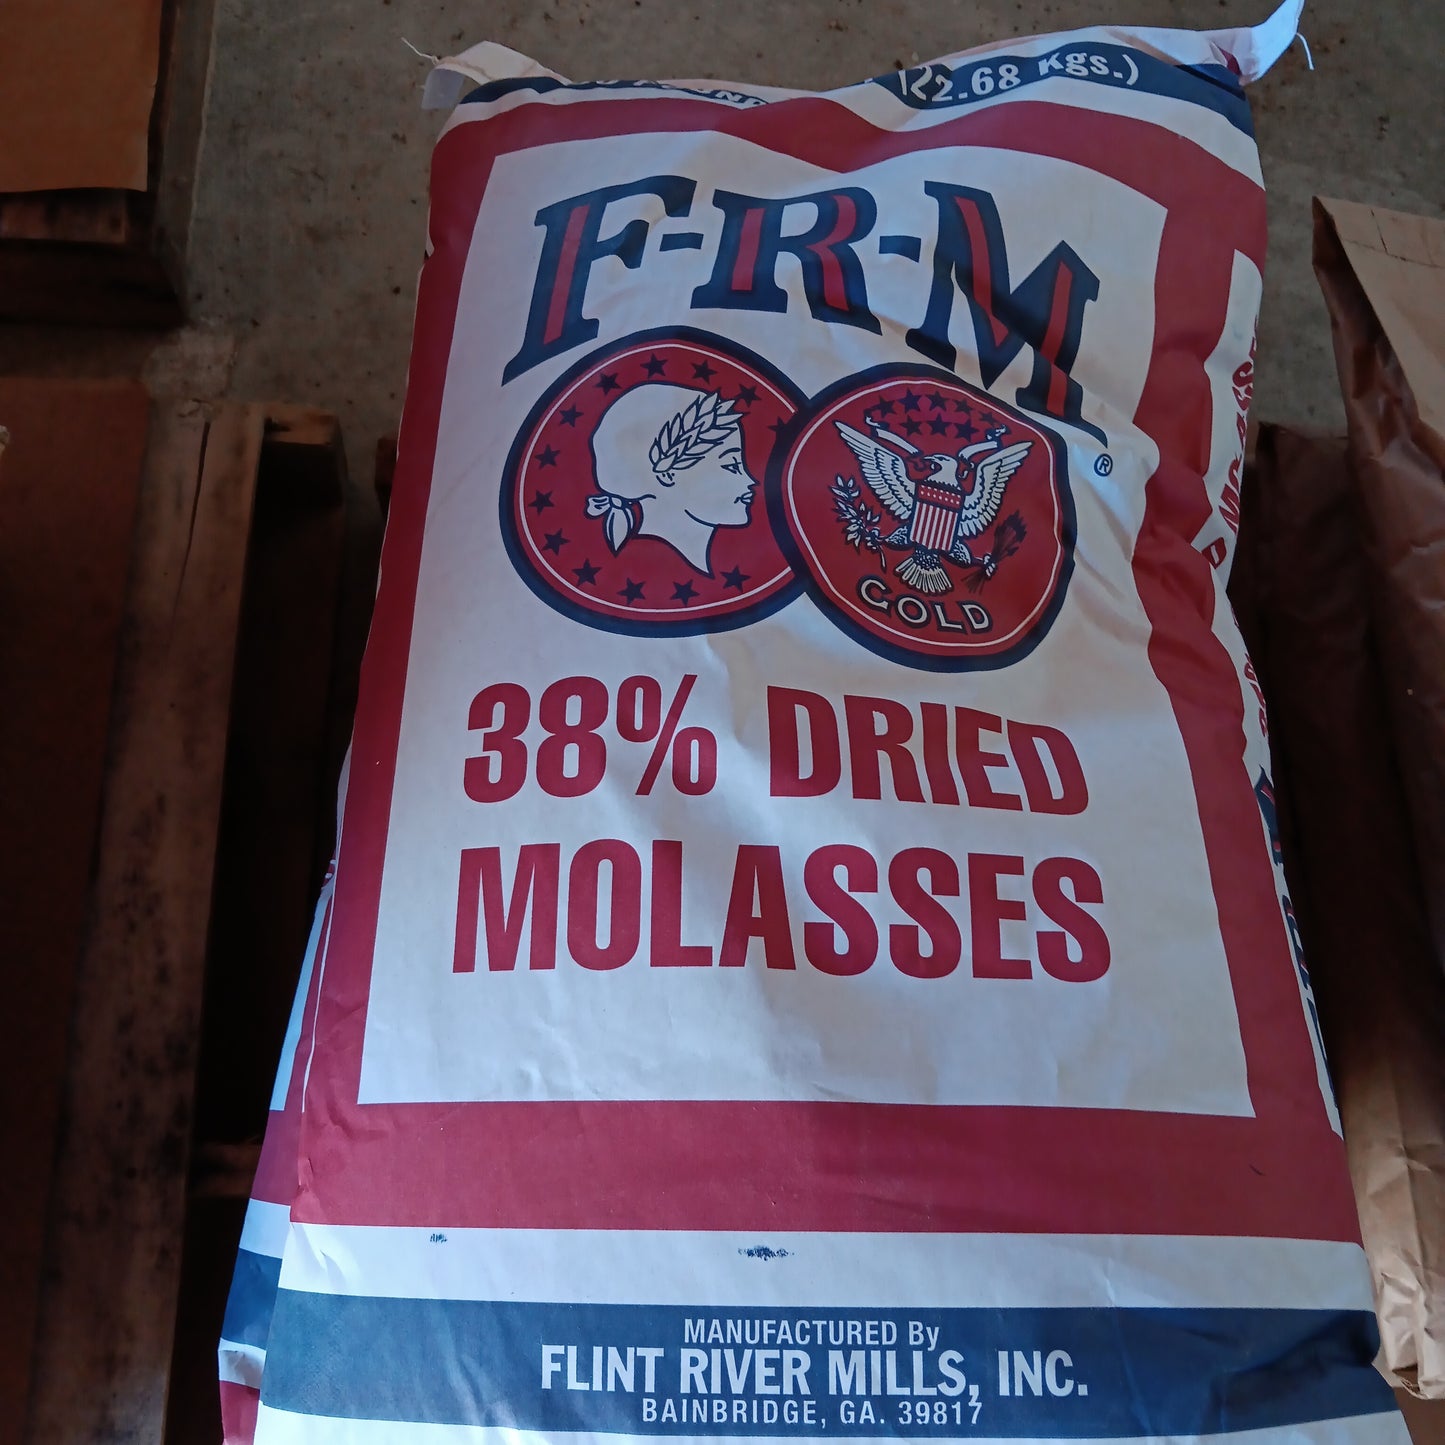 (22.68 Kgs.)
F-R-M
®
GOLD
38% DRIED
MOLASSES
MANUFACTURED By
FLINT RIVER MILLS, INC.
BAINBRIDGE, GA. 39817